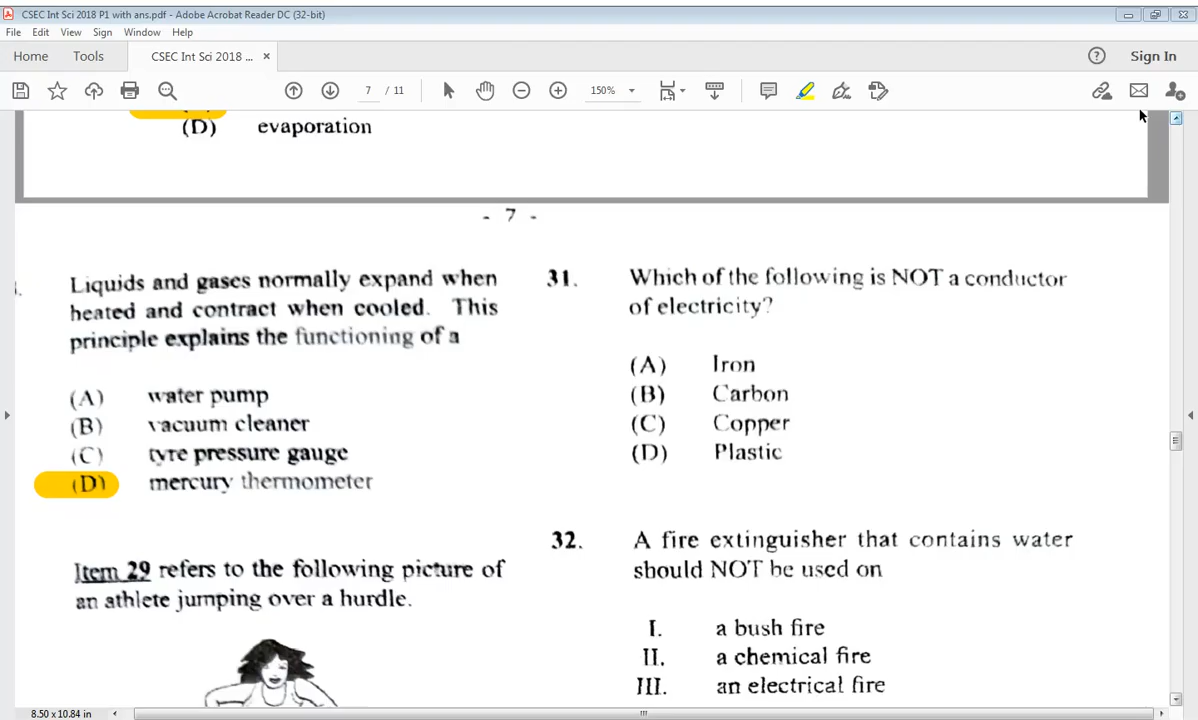 CSEC Int Sci 2018 P1 with ans.pdf - Adobe Acrobat Reader DC (32-bit)
File Edit View Sign Window Help
Home Tools CSEC Int Sci 2018 ... × ? Sign In
7 / 11 150%
(D) evaporation
- 7 -
Liquids and gases normally expand when
heated and contract when cooled. This
principle explains the functioning of a
(A) water pump
(B) vacuum cleaner
(C) tyre pressure gauge
(D) mercury thermometer
Item 29 refers to the following picture of
an athlete jumping over a hurdle.
31. Which of the following is NOT a conductor
of electricity?
(A) Iron
(B) Carbon
(C) Copper
(D) Plastic
32. A fire extinguisher that contains water
should NOT be used on
I. a bush fire
II. a chemical fire
III. an electrical fire
8.50 x 10.84 in